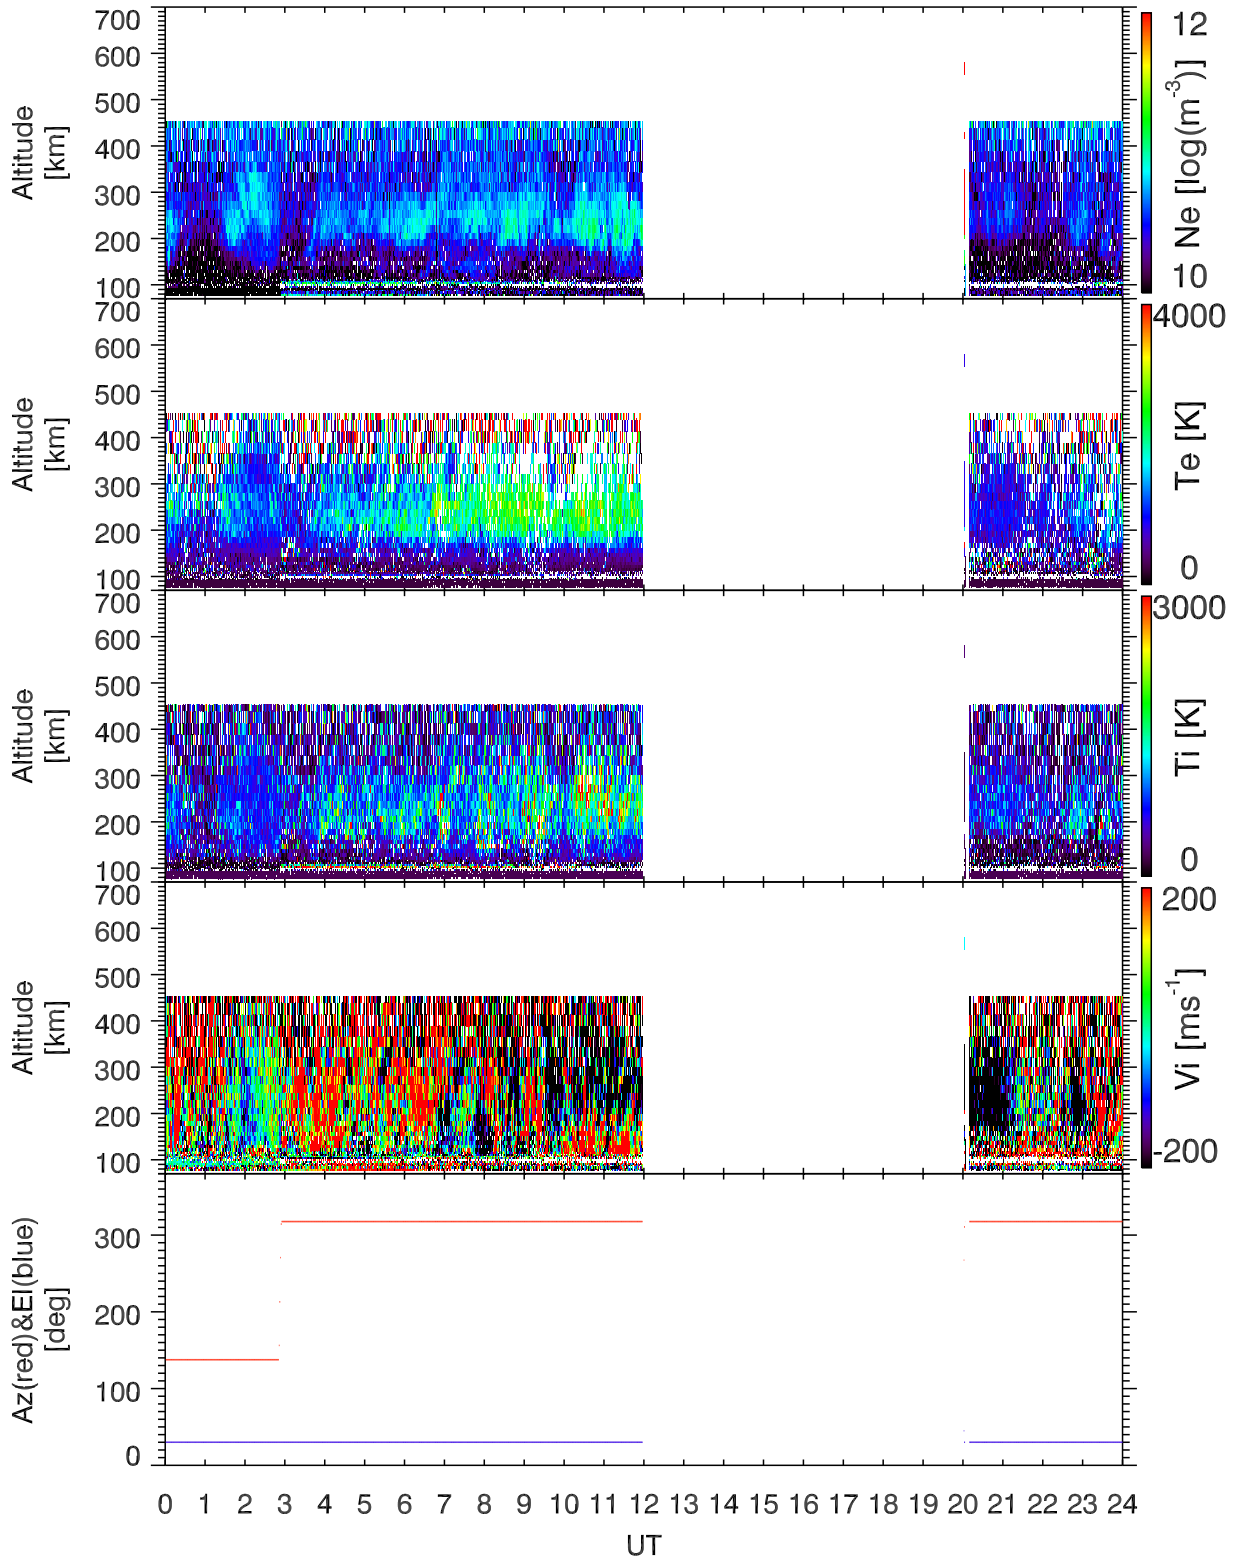 700
600
500
400
300
200
100
Altitude
[km]
12
10
Ne [log(m⁻³)]
700
600
500
400
300
200
100
Altitude
[km]
4000
0
Te [K]
700
600
500
400
300
200
100
Altitude
[km]
3000
0
Ti [K]
700
600
500
400
300
200
100
Altitude
[km]
200
-200
Vi [ms⁻¹]
300
200
100
0
Az(red)&El(blue)
[deg]
0 1 2 3 4 5 6 7 8 9 10 11 12 13 14 15 16 17 18 19 20 21 22 23 24
UT